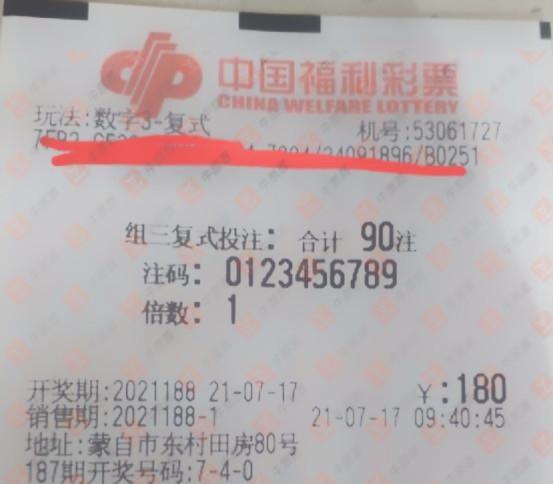 中国福利彩票
CHINA WELFARE LOTTERY
玩法:数字3-复式
机号:53061727
/24091896/B0251
组三复式投注: 合计 90注
注码: 0123456789
倍数: 1
开奖期:2021188 21-07-17 ¥:180
销售期:2021188-1 21-07-17 09:40:45
地址:蒙自市东村田房80号
187期开奖号码:7-4-0